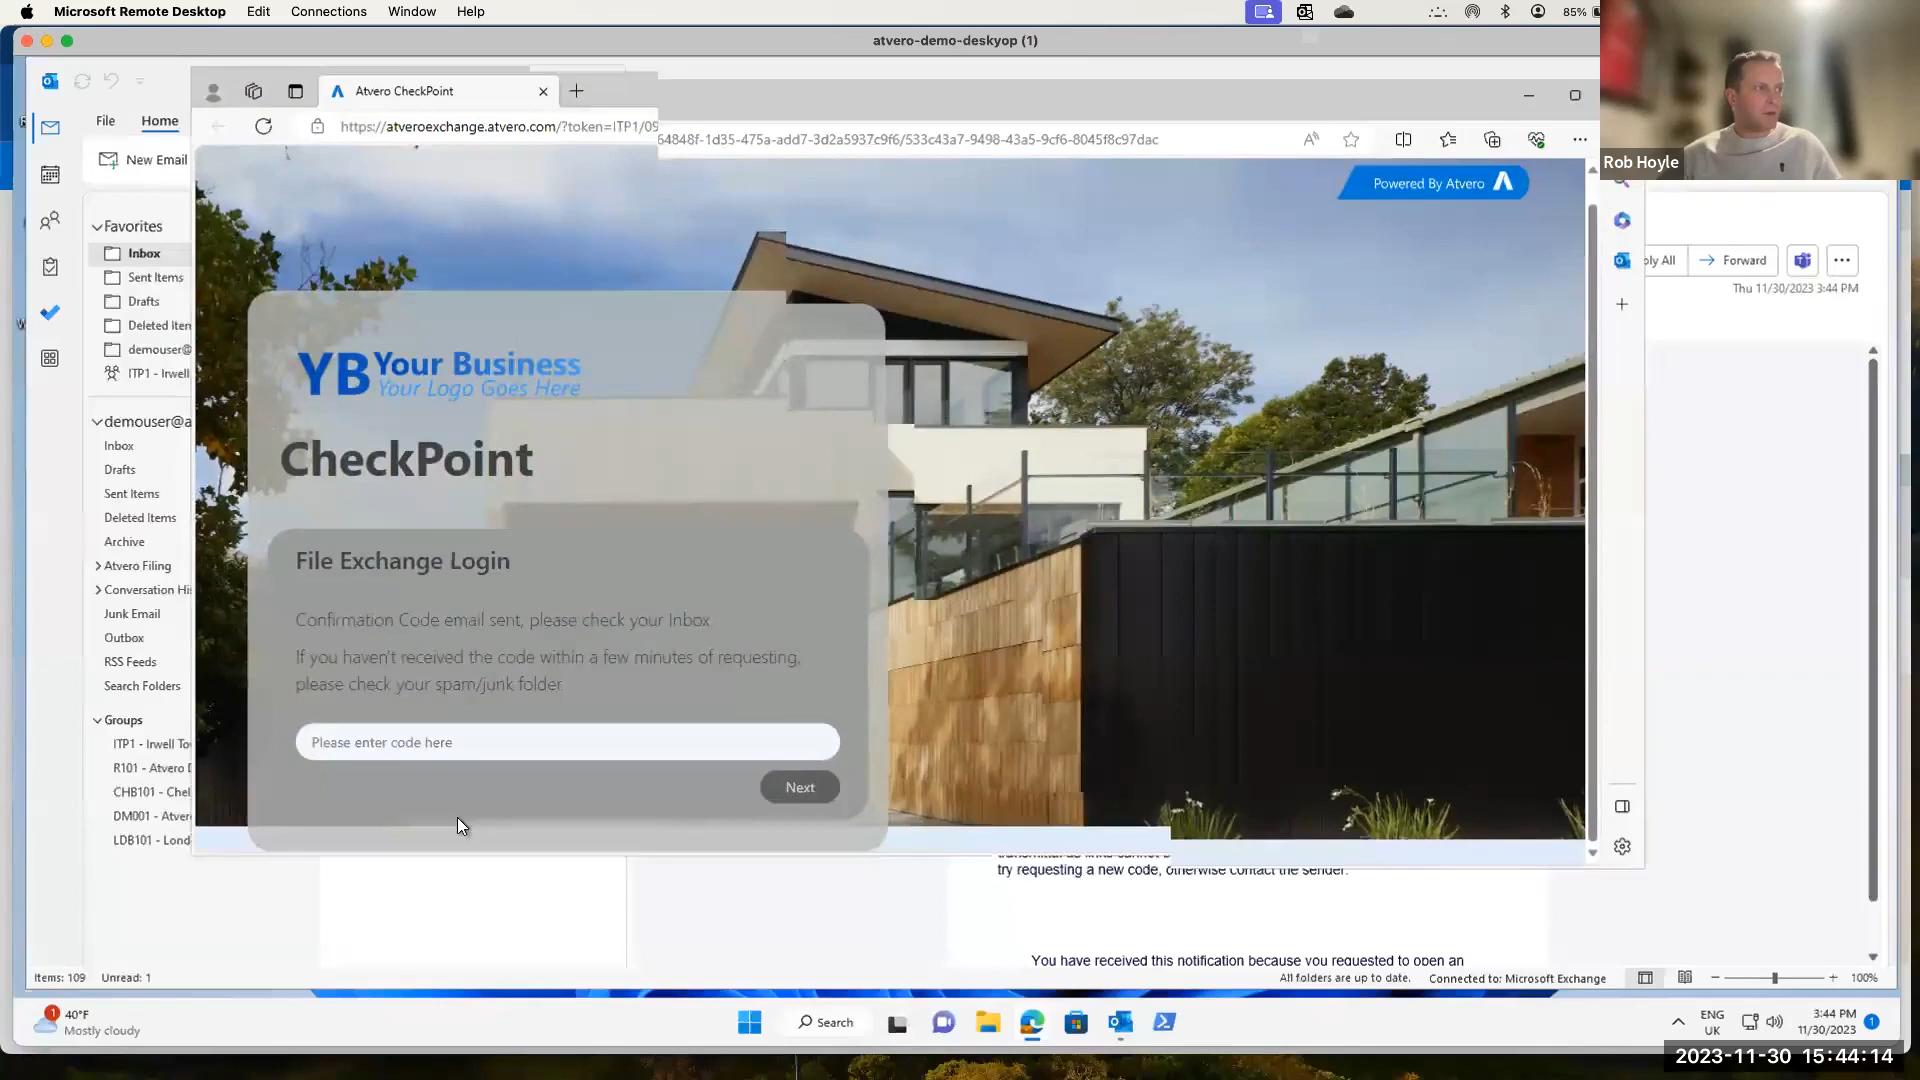 Microsoft Remote Desktop Edit Connections Window Help
85%
atvero-demo-deskyop (1)
Atvero CheckPoint
https://atveroexchange.atvero.com/?token=ITP1/09
64848f-1d35-475a-add7-3d2a5937c9f6/533c43a7-9498-43a5-9cf6-8045f8c97dac
File Home
New Email
Rob Hoyle
Powered By Atvero
Favorites
Inbox
Sent Items
Drafts
Deleted Iten
demouser@
ITP1 - Irwell
ply All
Forward
Thu 11/30/2023 3:44 PM
demouser@a
Inbox
Drafts
Sent Items
Deleted Items
Archive
Atvero Filing
Conversation His
Junk Email
Outbox
RSS Feeds
Search Folders
Groups
ITP1 - Irwell To
R101 - Atvero D
CHB101 - Chel
DM001 - Atver
LDB101 - Lond
YB Your Business
Your Logo Goes Here
CheckPoint
File Exchange Login
Confirmation Code email sent, please check your Inbox
If you haven't received the code within a few minutes of requesting,
please check your spam/junk folder
Please enter code here
Next
try requesting a new code, otherwise contact the sender.
You have received this notification because you requested to open an
Items: 109 Unread: 1
All folders are up to date. Connected to: Microsoft Exchange
100%
1
40°F
Mostly cloudy
Search
ENG
UK
3:44 PM
11/30/2023
1
2023-11-30 15:44:14